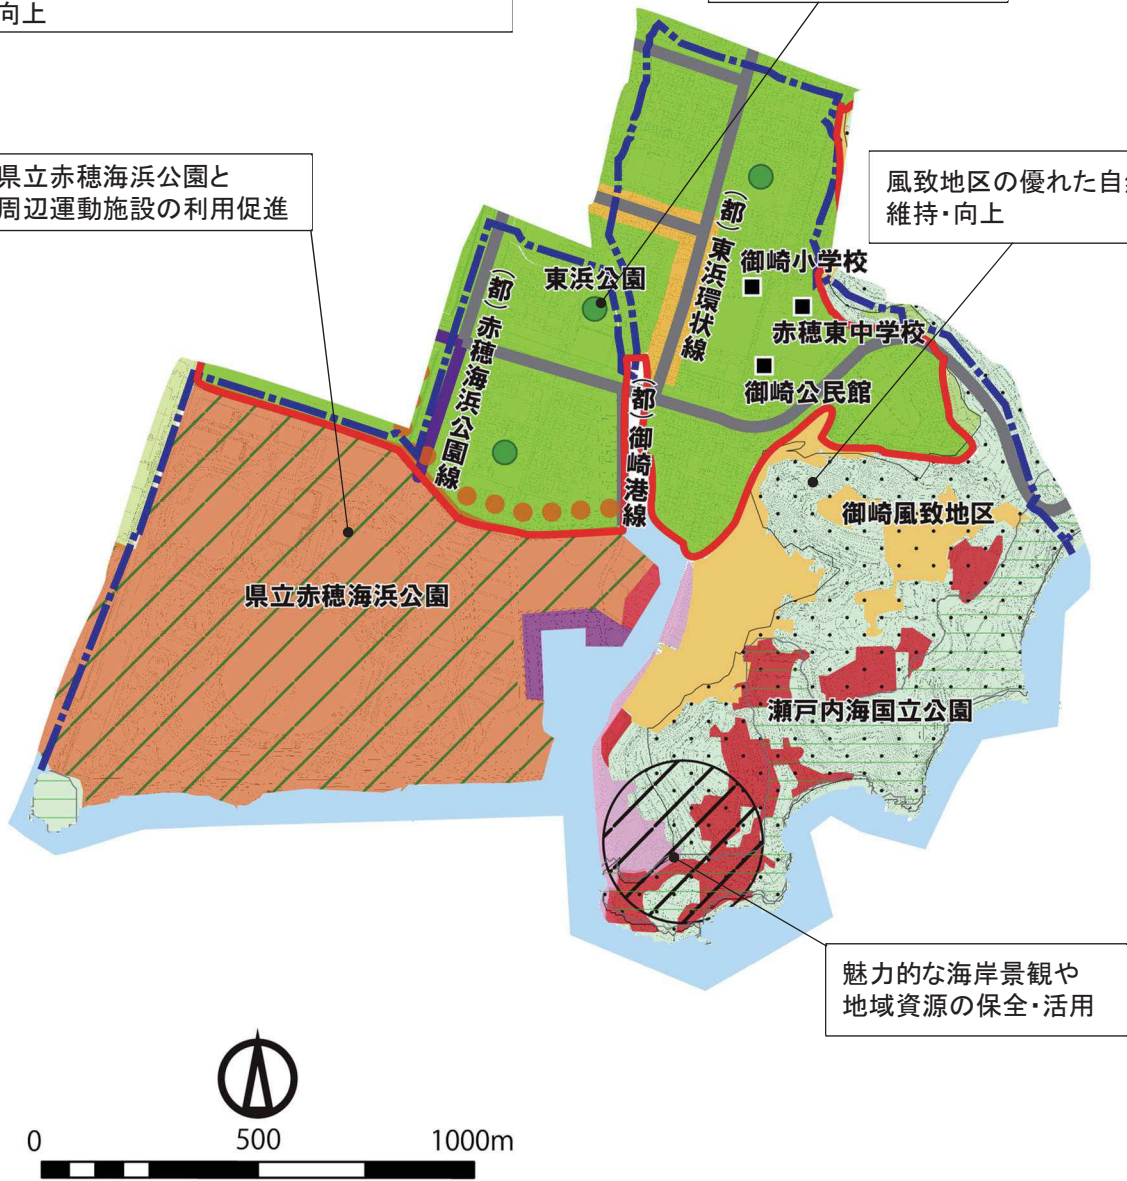 向上
県立赤穂海浜公園と
周辺運動施設の利用促進
風致地区の優れた自然
維持・向上
(都)東浜環状線
御崎小学校
東浜公園
(都)赤穂海浜公園線
赤穂東中学校
御崎公民館
(都)御崎港線
御崎風致地区
県立赤穂海浜公園
瀬戸内海国立公園
魅力的な海岸景観や
地域資源の保全・活用
0 500 1000m